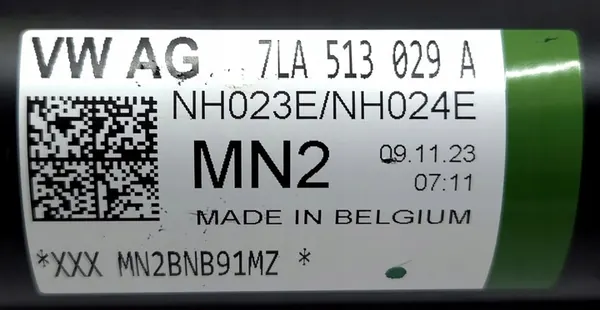 VW AG 7LA 513 029 A
NH023E/NH024E
MN2 09.11.23
07:11
MADE IN BELGIUM
*XXX MN2BNB91MZ *